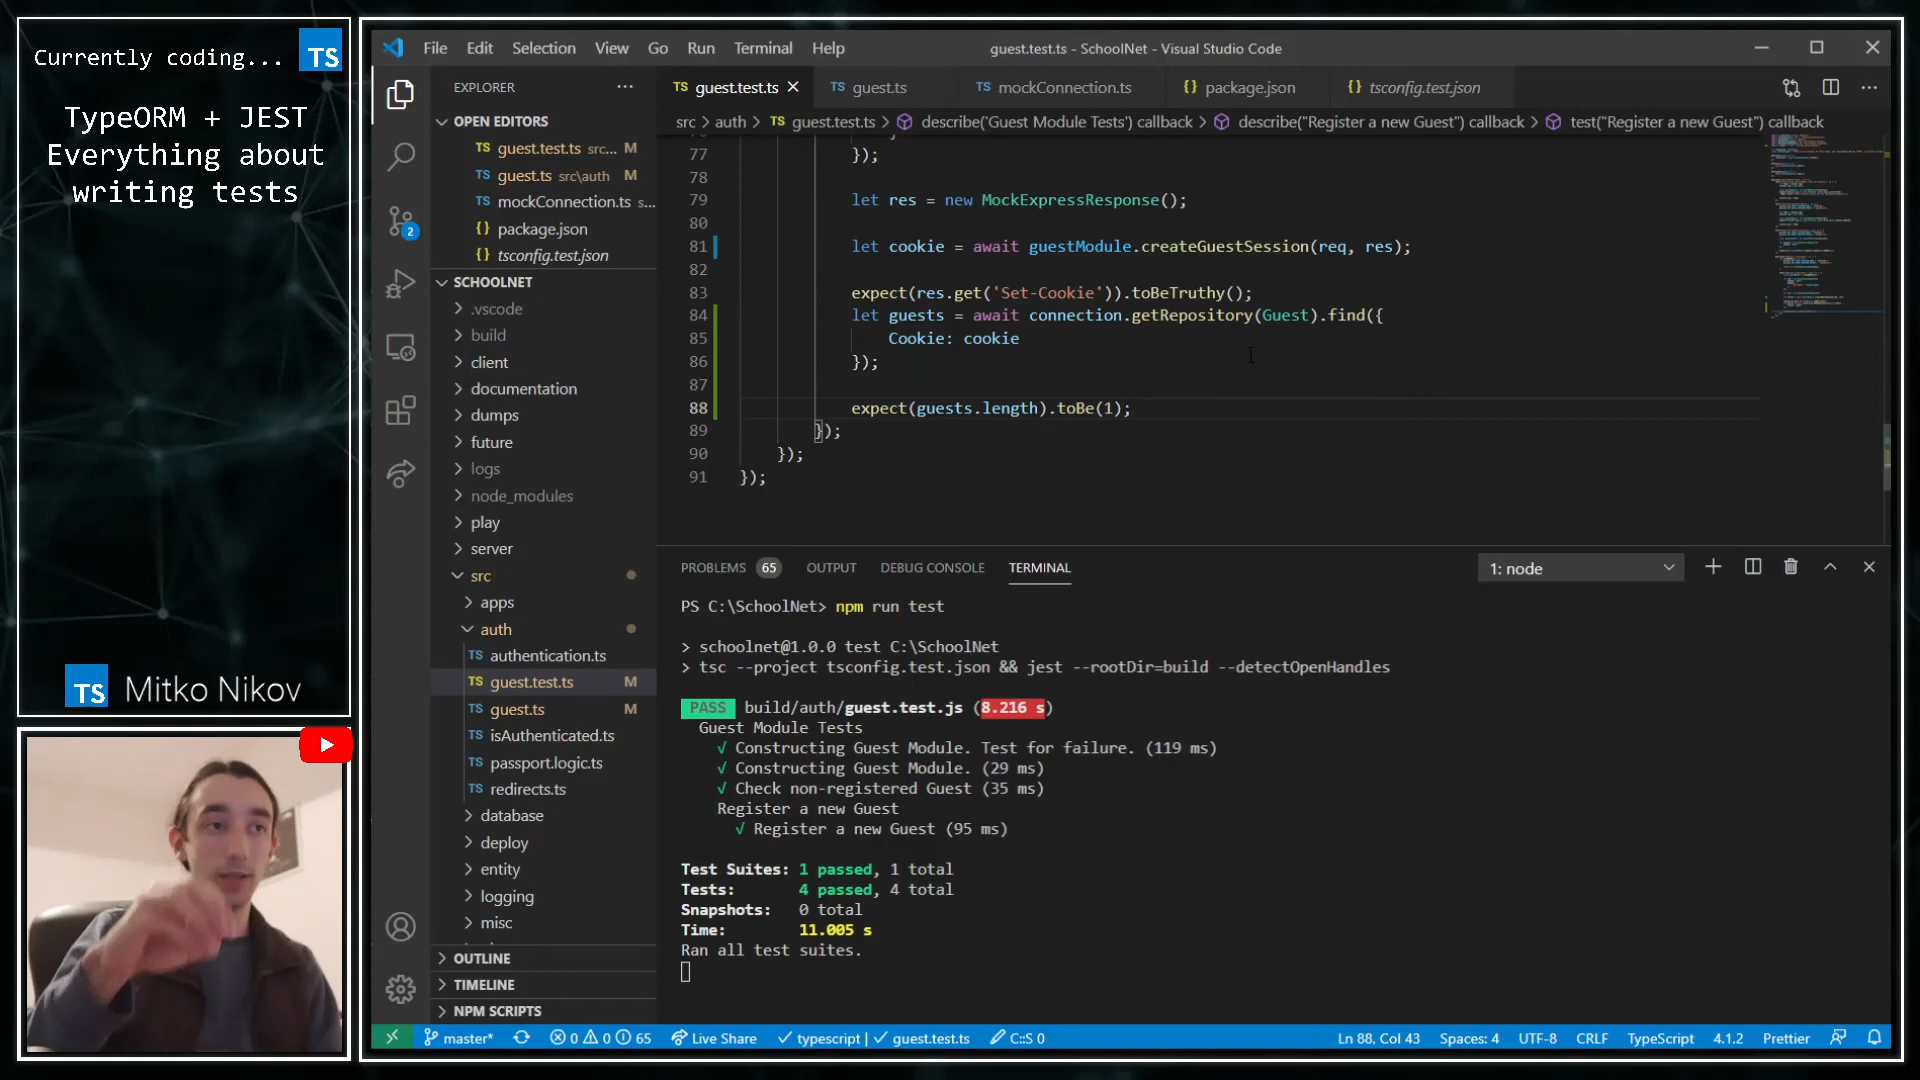 Currently coding... TS
TypeORM + JEST
Everything about
writing tests
TS Mitko Nikov
File Edit Selection View Go Run Terminal Help
guest.test.ts - SchoolNet - Visual Studio Code
EXPLORER
OPEN EDITORS
guest.test.ts src... M
guest.ts src\auth M
mockConnection.ts s...
{} package.json
{} tsconfig.test.json
SCHOOLNET
.vscode
build
client
documentation
dumps
future
logs
node_modules
play
server
src
apps
auth
TS authentication.ts
TS guest.test.ts M
TS guest.ts M
TS isAuthenticated.ts
TS passport.logic.ts
TS redirects.ts
database
deploy
entity
logging
misc
OUTLINE
TIMELINE
NPM SCRIPTS
2
TS guest.test.ts
TS guest.ts
TS mockConnection.ts
{} package.json
{} tsconfig.test.json
src > auth > TS guest.test.ts > describe('Guest Module Tests') callback > describe("Register a new Guest") callback > test("Register a new Guest") callback
77 });
78
79 let res = new MockExpressResponse();
80
81 let cookie = await guestModule.createGuestSession(req, res);
82
83 expect(res.get('Set-Cookie')).toBeTruthy();
84 let guests = await connection.getRepository(Guest).find({
85 Cookie: cookie
86 });
87
88 expect(guests.length).toBe(1);
89 });
90 });
91 });
PROBLEMS 65 OUTPUT DEBUG CONSOLE TERMINAL 1: node
PS C:\SchoolNet> npm run test
> schoolnet@1.0.0 test C:\SchoolNet
> tsc --project tsconfig.test.json && jest --rootDir=build --detectOpenHandles
PASS build/auth/guest.test.js (8.216 s)
Guest Module Tests
√ Constructing Guest Module. Test for failure. (119 ms)
√ Constructing Guest Module. (29 ms)
√ Check non-registered Guest (35 ms)
Register a new Guest
√ Register a new Guest (95 ms)
Test Suites: 1 passed, 1 total
Tests: 4 passed, 4 total
Snapshots: 0 total
Time: 11.005 s
Ran all test suites.
master* 0 0 65 Live Share typescript | guest.test.ts C::S 0 Ln 88, Col 43 Spaces: 4 UTF-8 CRLF TypeScript 4.1.2 Prettier